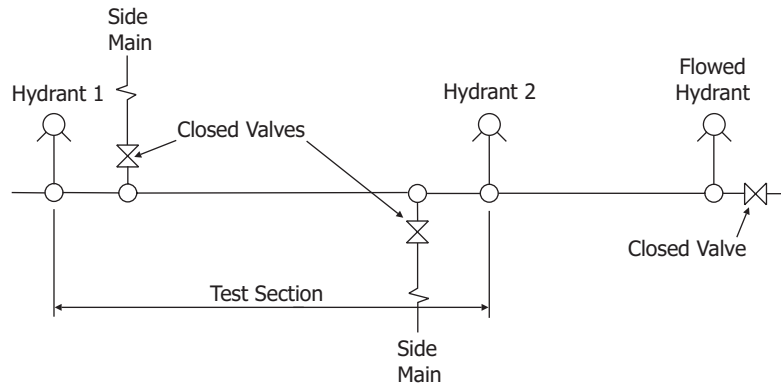 Side
Main
Hydrant 1
Closed Valves
Hydrant 2
Flowed
Hydrant
Closed Valve
Test Section
Side
Main